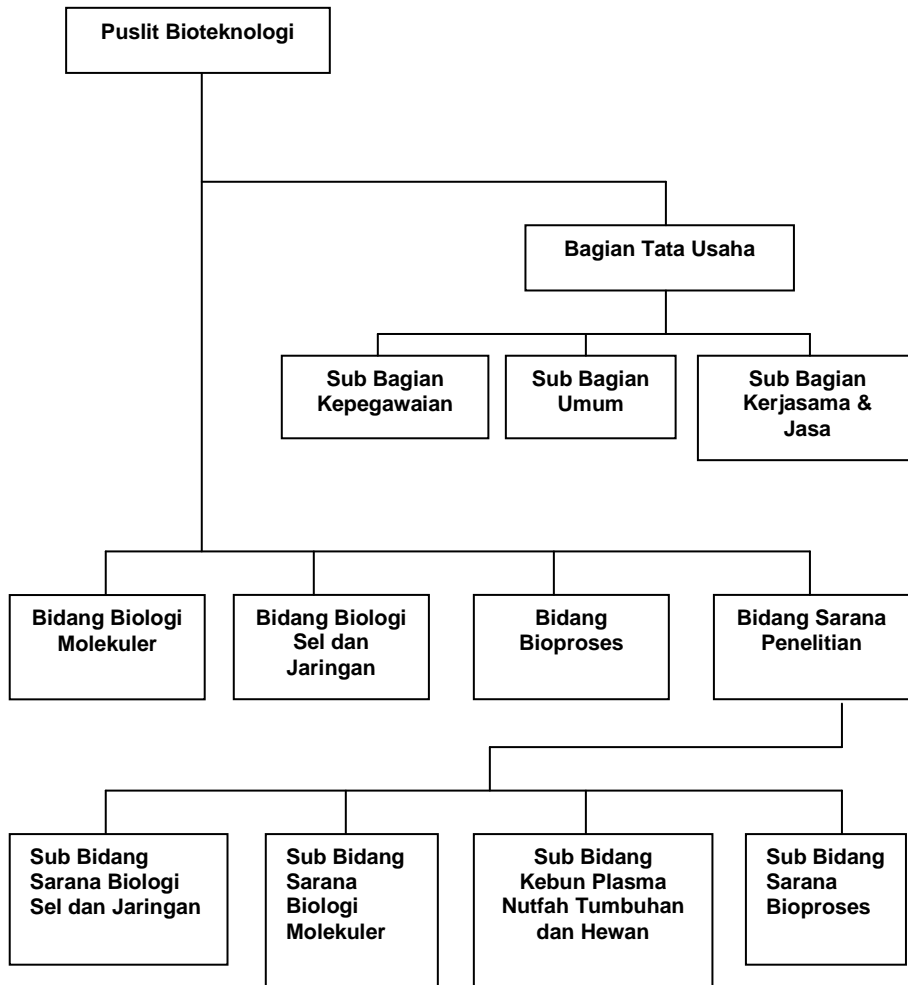 Puslit Bioteknologi
Bagian Tata Usaha
Sub Bagian
Kepegawaian
Sub Bagian
Umum
Sub Bagian
Kerjasama &
Jasa
Bidang Biologi
Molekuler
Bidang Biologi
Sel dan
Jaringan
Bidang
Bioproses
Bidang Sarana
Penelitian
Sub Bidang
Sarana Biologi
Sel dan Jaringan
Sub Bidang
Sarana
Biologi
Molekuler
Sub Bidang
Kebun Plasma
Nutfah Tumbuhan
dan Hewan
Sub Bidang
Sarana
Bioproses